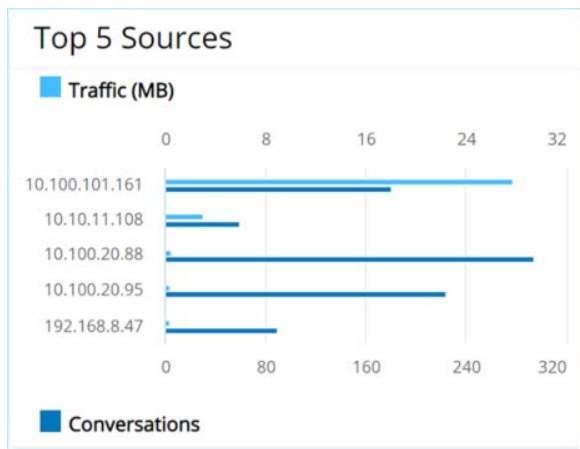 Top 5 Sources
Traffic (MB)
0 8 16 24 32
10.100.101.161
10.10.11.108
10.100.20.88
10.100.20.95
192.168.8.47
0 80 160 240 320
Conversations